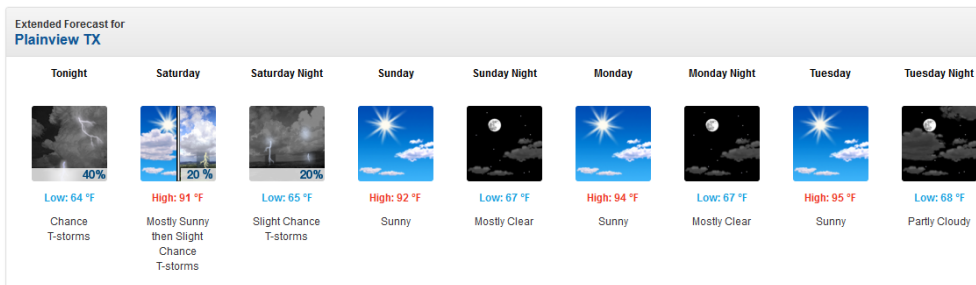 Extended Forecast for
Plainview TX
Tonight
Saturday
Saturday Night
Sunday
Sunday Night
Monday
Monday Night
Tuesday
Tuesday Night
40%
20 %
20%
Low: 64 °F
High: 91 °F
Low: 65 °F
High: 92 °F
Low: 67 °F
High: 94 °F
Low: 67 °F
High: 95 °F
Low: 68 °F
Chance
T-storms
Mostly Sunny
then Slight
Chance
T-storms
Slight Chance
T-storms
Sunny
Mostly Clear
Sunny
Mostly Clear
Sunny
Partly Cloudy